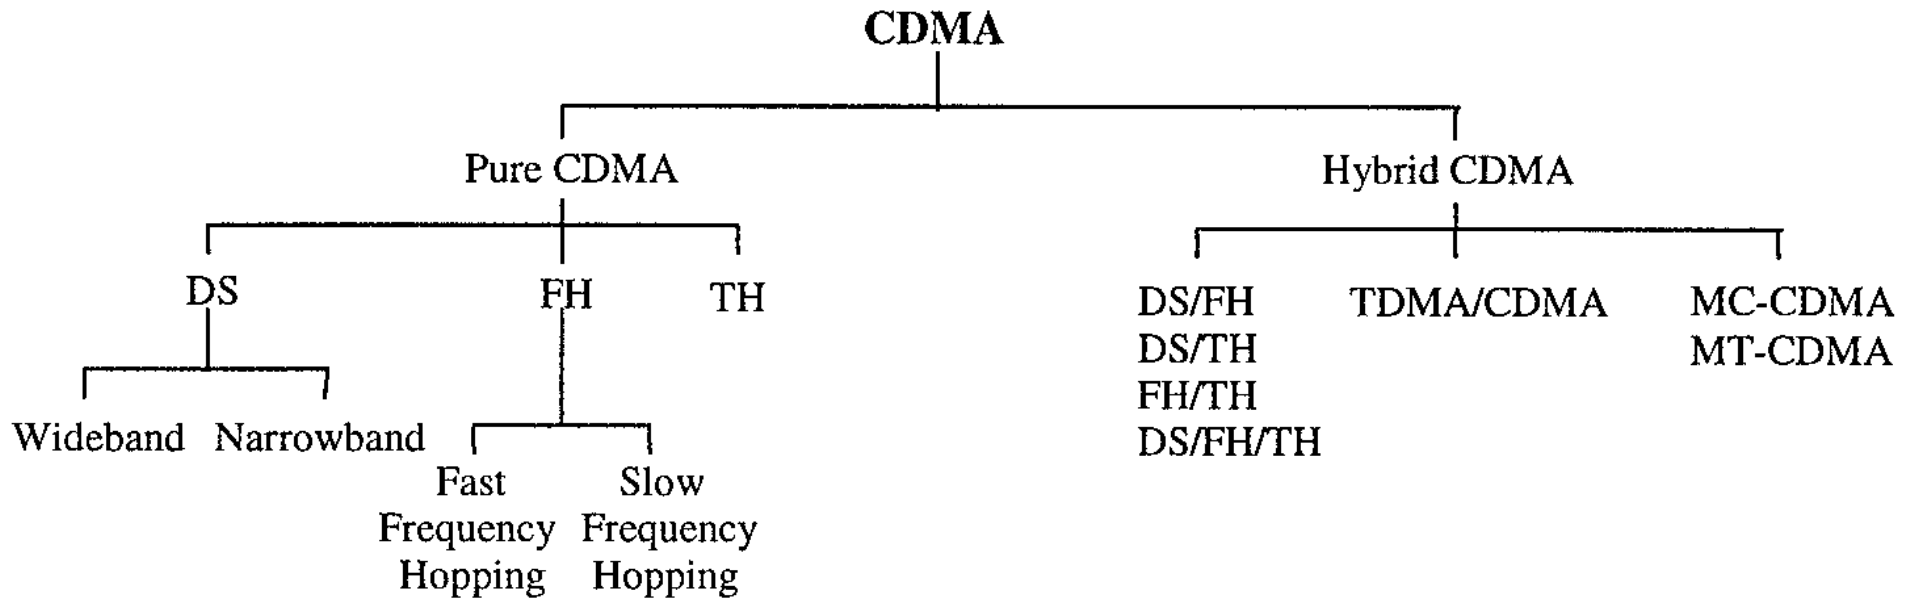 CDMA
Pure CDMA
Hybrid CDMA
DS
FH
TH
Wideband
Narrowband
Fast
Frequency
Hopping
Slow
Frequency
Hopping
DS/FH
DS/TH
FH/TH
DS/FH/TH
TDMA/CDMA
MC-CDMA
MT-CDMA